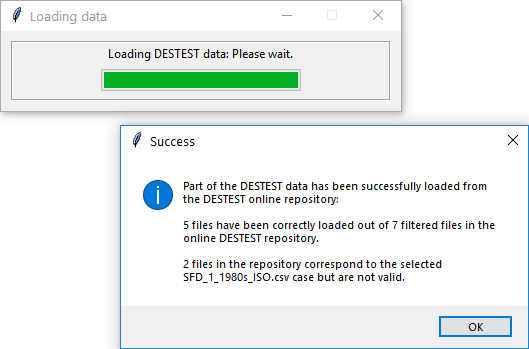 Loading data
Loading DESTEST data: Please wait.
Success
Part of the DESTEST data has been successfully loaded from
the DESTEST online repository:
5 files have been correctly loaded out of 7 filtered files in the
online DESTEST repository.
2 files in the repository correspond to the selected
SFD_1_1980s_ISO.csv case but are not valid.
OK